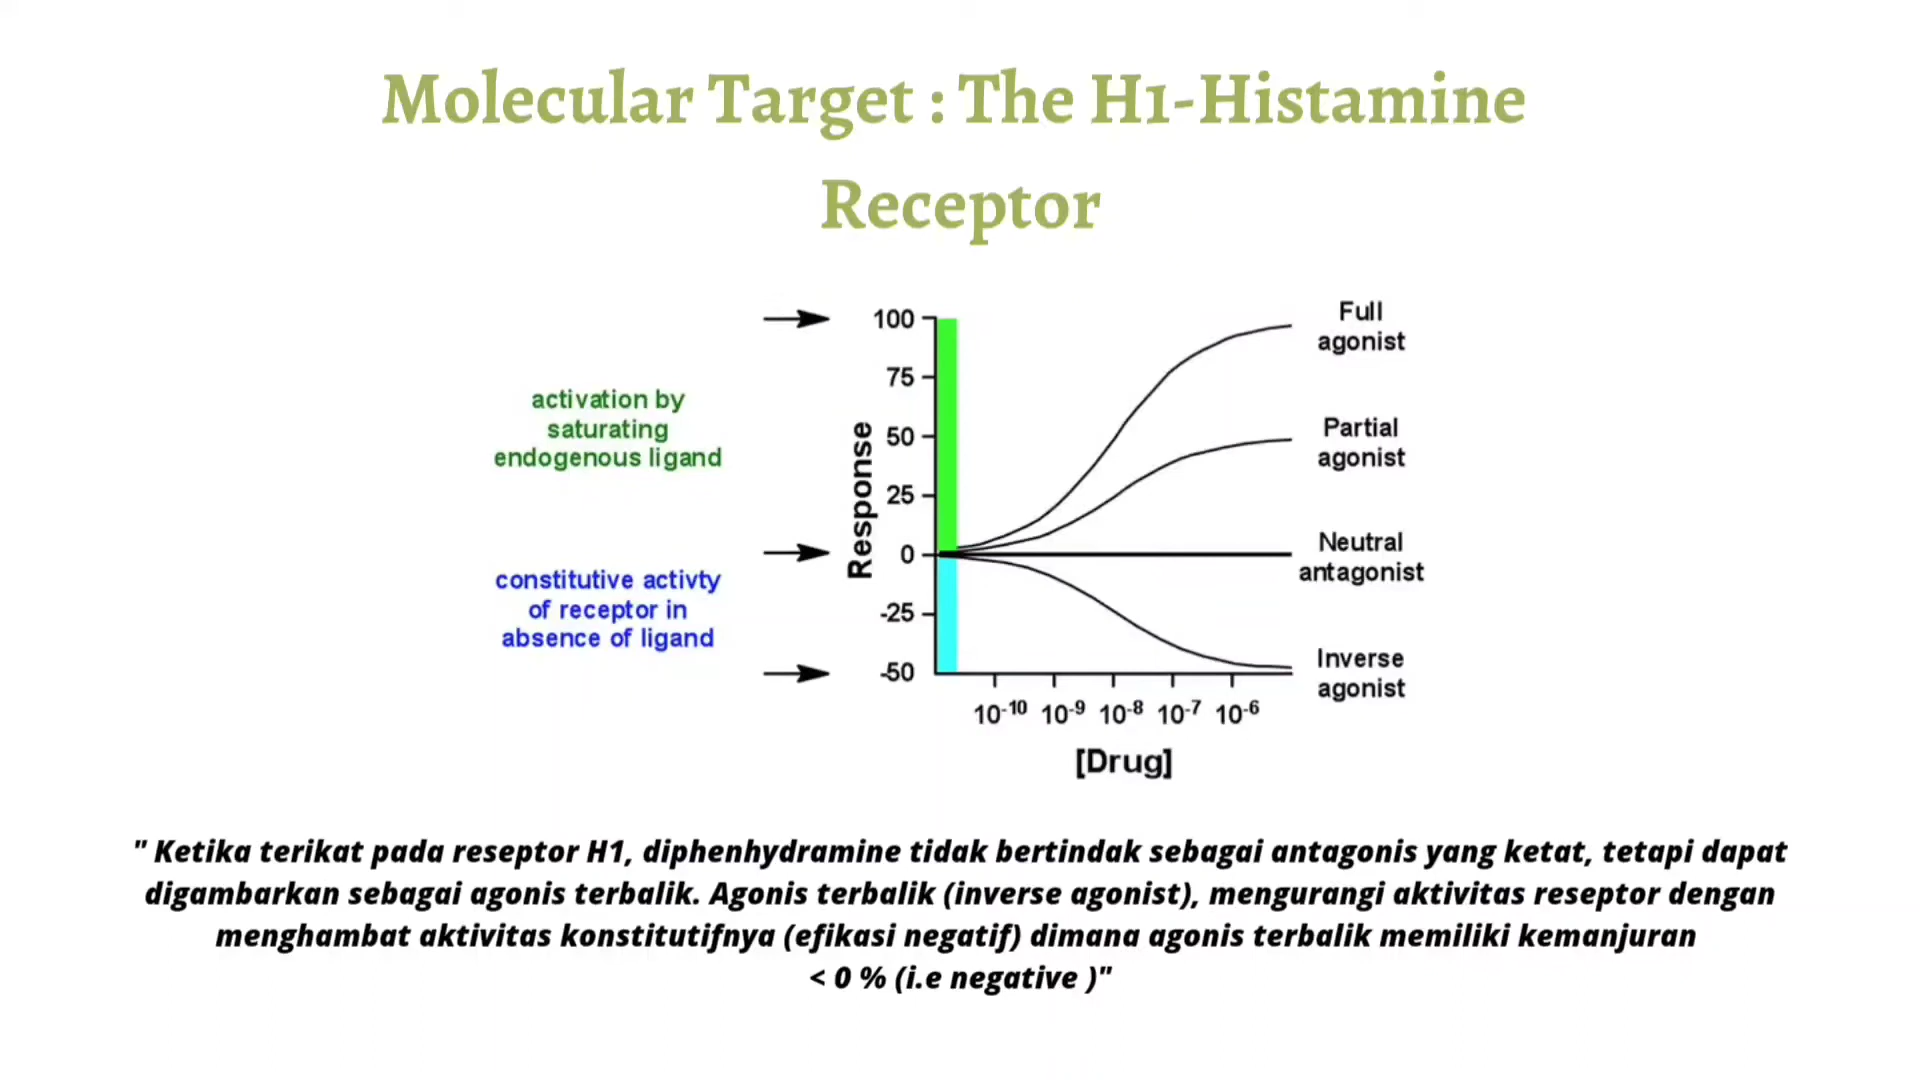 Molecular Target : The H1-Histamine
Receptor
activation by
saturating
endogenous ligand
constitutive activty
of receptor in
absence of ligand
Response
100
75
50
25
0
-25
-50
10-10 10-9 10-8 10-7 10-6
[Drug]
Full
agonist
Partial
agonist
Neutral
antagonist
Inverse
agonist
" Ketika terikat pada reseptor H1, diphenhydramine tidak bertindak sebagai antagonis yang ketat, tetapi dapat
digambarkan sebagai agonis terbalik. Agonis terbalik (inverse agonist), mengurangi aktivitas reseptor dengan
menghambat aktivitas konstitutifnya (efikasi negatif) dimana agonis terbalik memiliki kemanjuran
< 0 % (i.e negative )"